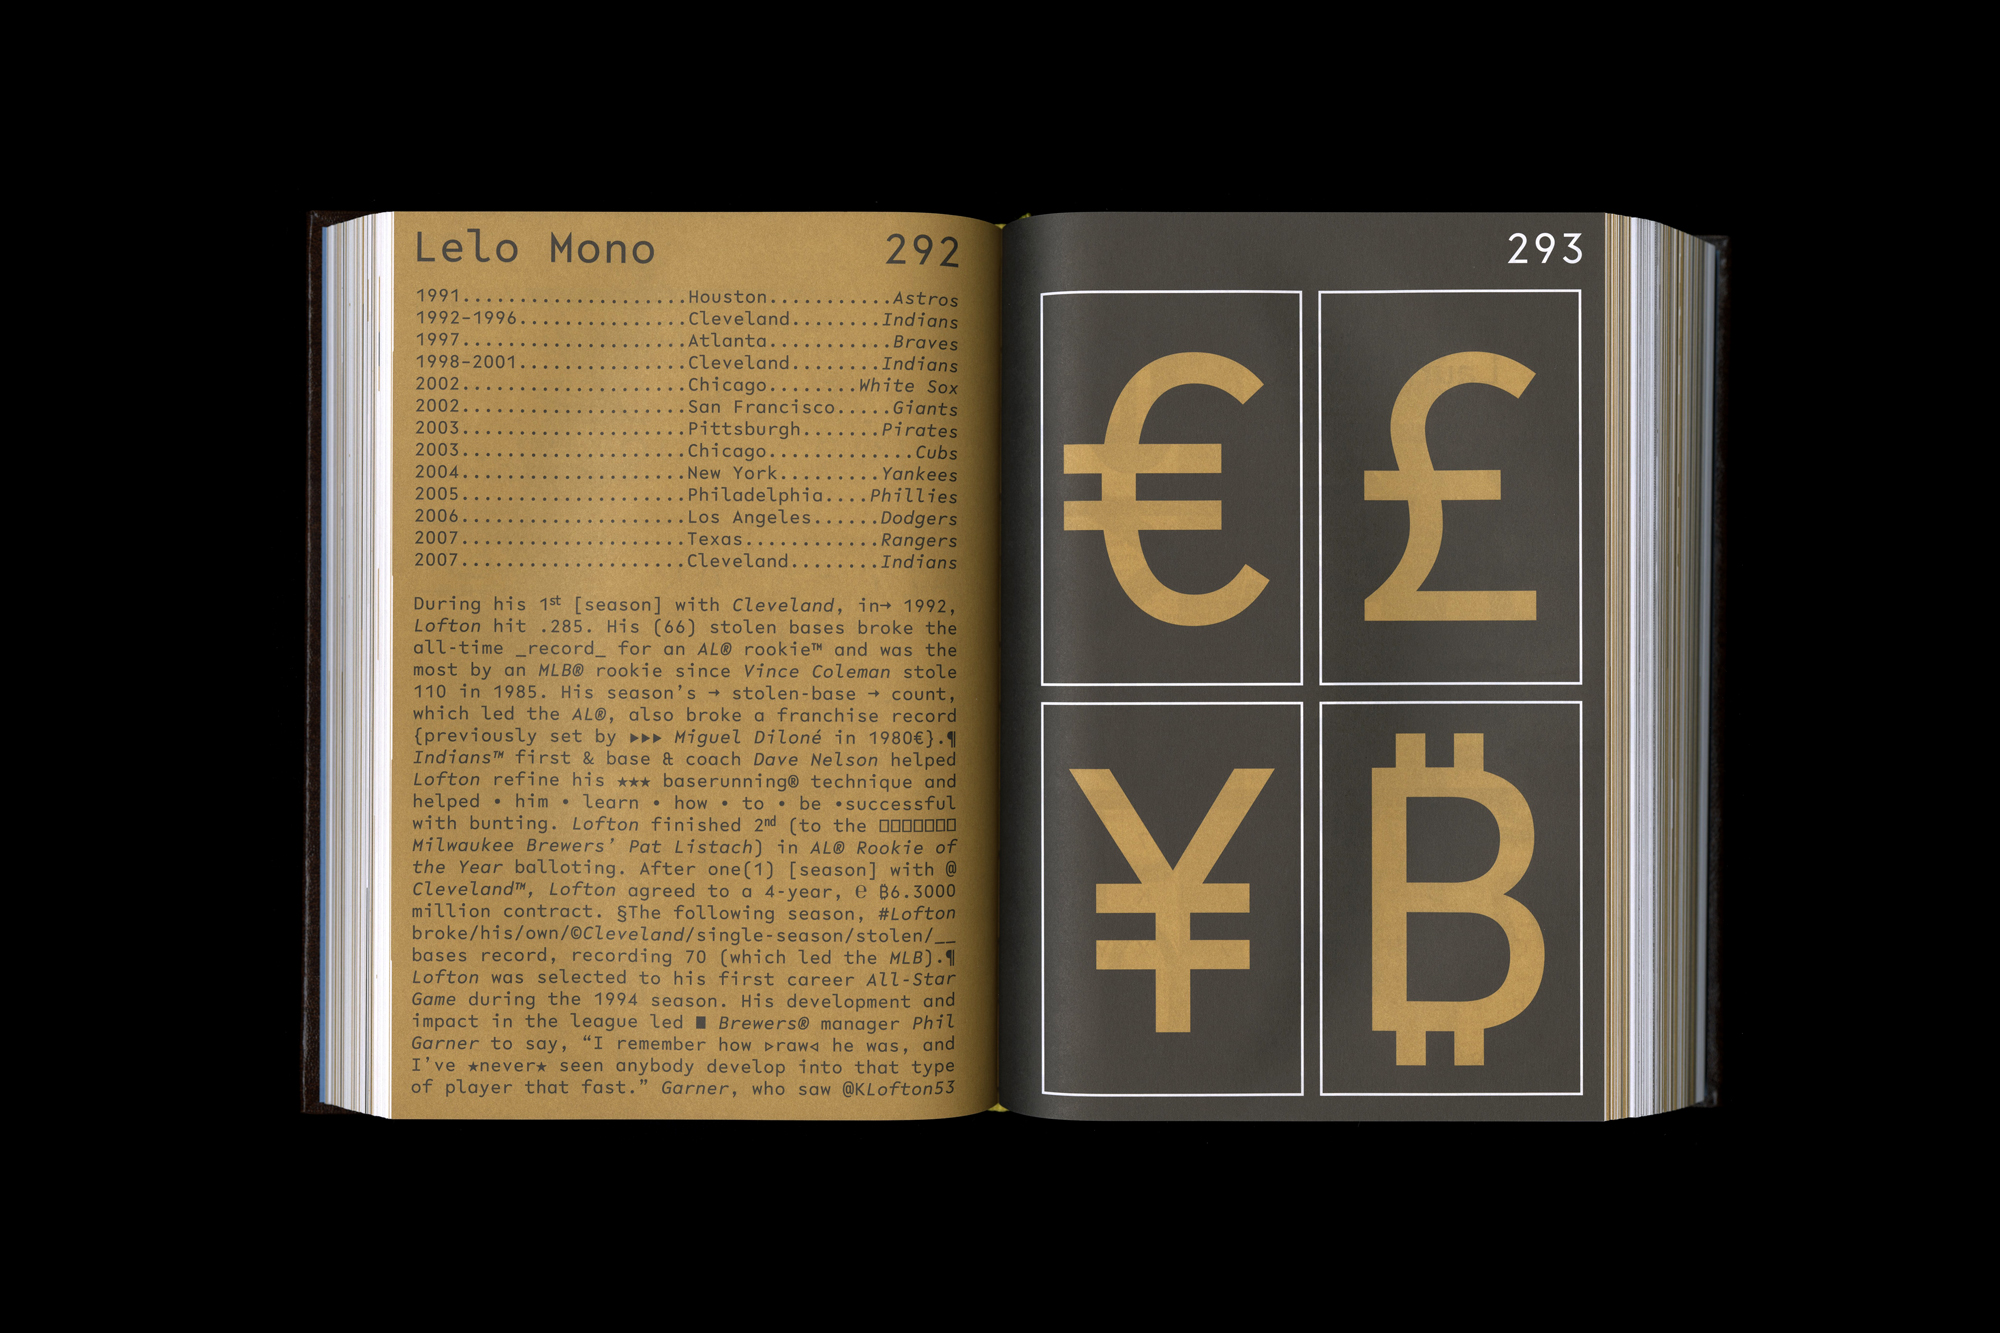 Lelo Mono 292
1991....................Houston...........Astros
1992–1996...............Cleveland........Indians
1997....................Atlanta...........Braves
1998–2001...............Cleveland........Indians
2002....................Chicago........White Sox
2002....................San Francisco.....Giants
2003....................Pittsburgh.......Pirates
2003....................Chicago.............Cubs
2004....................New York.........Yankees
2005....................Philadelphia....Phillies
2006....................Los Angeles......Dodgers
2007....................Texas............Rangers
2007....................Cleveland........Indians
During his 1ˢᵗ [season] with Cleveland, in→ 1992,
Lofton hit .285. His (66) stolen bases broke the
all-time _record_ for an AL® rookie™ and was the
most by an MLB® rookie since Vince Coleman stole
110 in 1985. His season’s → stolen-base → count,
which led the AL®, also broke a franchise record
{previously set by ▶▶▶ Miguel Diloné in 1980€}.¶
Indians™ first & base & coach Dave Nelson helped
Lofton refine his ★★★ baserunning® technique and
helped • him • learn • how • to • be •successful
with bunting. Lofton finished 2ⁿᵈ (to the ▯▯▯▯▯▯▯
Milwaukee Brewers’ Pat Listach) in AL® Rookie of
the Year balloting. After one(1) [season] with @
Cleveland™, Lofton agreed to a 4-year, ℮ ₿6.3000
million contract. §The following season, #Lofton
broke/his/own/©Cleveland/single-season/stolen/__
bases record, recording 70 (which led the MLB).¶
Lofton was selected to his first career All-Star
Game during the 1994 season. His development and
impact in the league led ■ Brewers® manager Phil
Garner to say, “I remember how ▹raw◃ he was, and
I’ve ★never★ seen anybody develop into that type
of player that fast.” Garner, who saw @KLofton53
293
€ £
¥ ₿